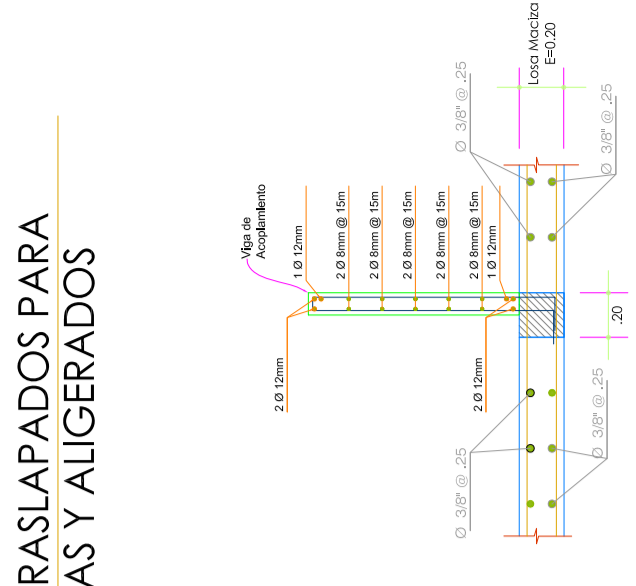 RASLAPADOS PARA
AS Y ALIGERADOS
Viga de
Acoplamiento
1 Ø 12mm
2 Ø 8mm @ 15m
2 Ø 8mm @ 15m
2 Ø 8mm @ 15m
2 Ø 8mm @ 15m
2 Ø 8mm @ 15m
1 Ø 12mm
2 Ø 12mm
2 Ø 12mm
Ø 3/8" @ .25
Losa Maciza
E=0.20
Ø 3/8" @ .25
.20
Ø 3/8" @ .25
Ø 3/8" @ .25